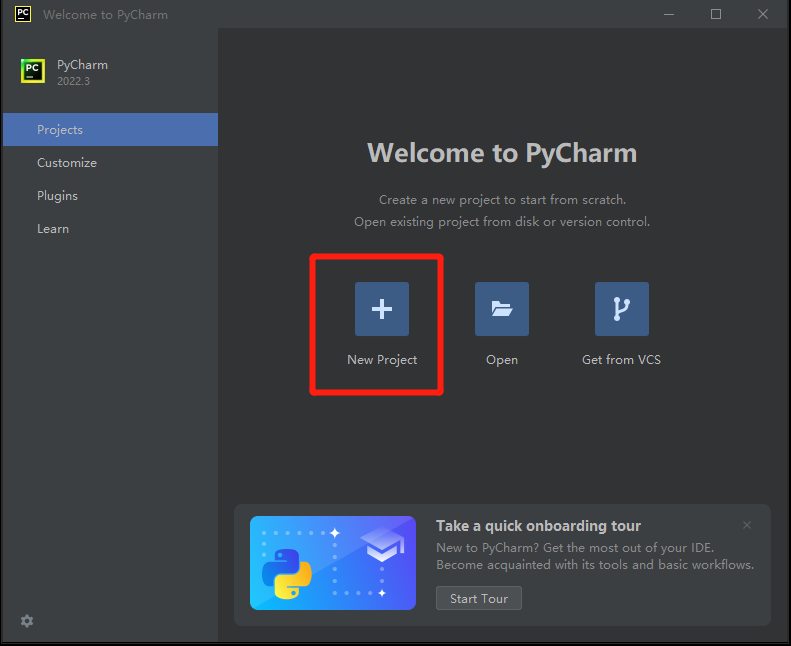 PC
Welcome to PyCharm
PC
PyCharm
2022.3
Projects
Customize
Plugins
Learn
Welcome to PyCharm
Create a new project to start from scratch.
Open existing project from disk or version control.
New Project
Open
Get from VCS
Take a quick onboarding tour
New to PyCharm? Get the most out of your IDE.
Become acquainted with its tools and basic workflows.
Start Tour